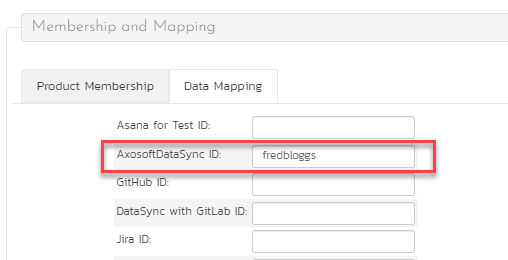 Membership and Mapping
Product Membership Data Mapping
Asana for Test ID:
AxosoftDataSync ID: fredbloggs
GitHub ID:
DataSync with GitLab ID:
Jira ID: